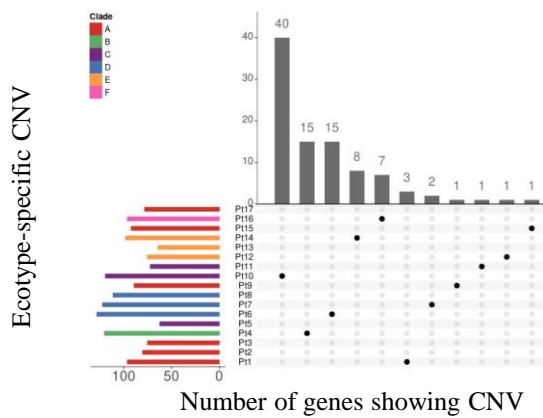 Clade
A
B
C
D
E
F
Ecotype-specific CNV
40
20
0
40
15
15
8
7
3
2
1
1
1
1
Pt17
Pt16
Pt15
Pt14
Pt13
Pt12
Pt11
Pt10
Pt9
Pt8
Pt7
Pt6
Pt5
Pt4
Pt3
Pt2
Pt1
100
50
0
Number of genes showing CNV